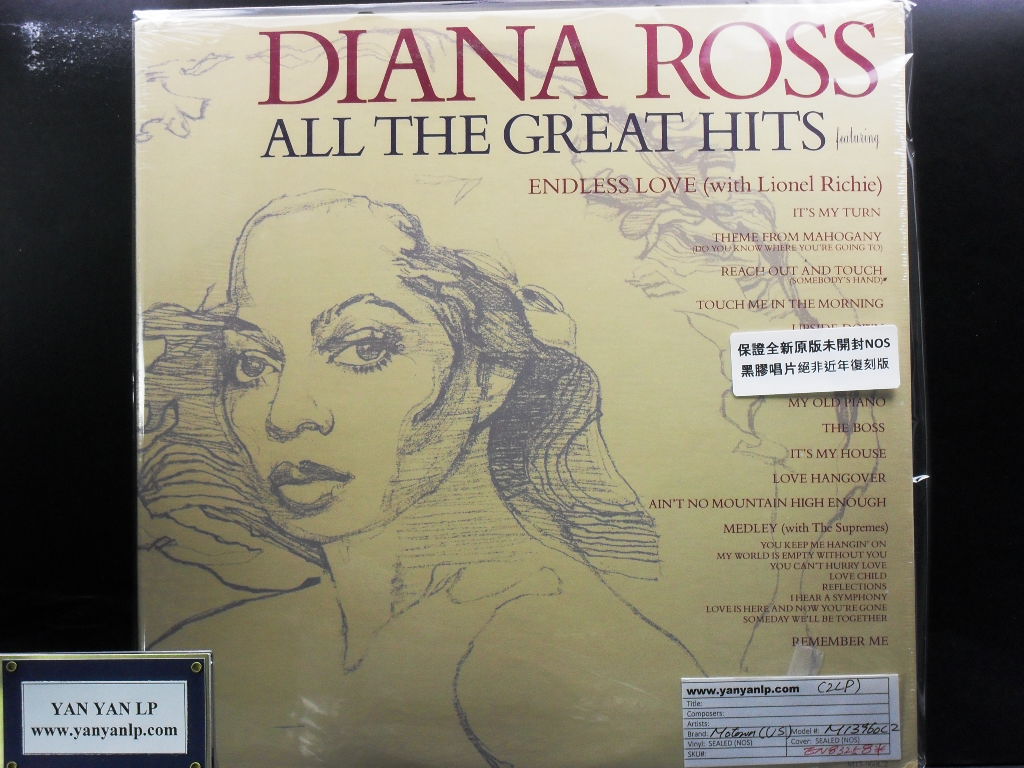 DIANA ROSS
ALL THE GREAT HITS featuring
ENDLESS LOVE (with Lionel Richie)
IT'S MY TURN
THEME FROM MAHOGANY
(DO YOU KNOW WHERE YOU'RE GOING TO)
REACH OUT AND TOUCH
(SOMEBODY'S HAND)*
TOUCH ME IN THE MORNING
UPSIDE DOWN
保證全新原版未開封NOS
黑膠唱片絕非近年復刻版
MY OLD PIANO
THE BOSS
IT'S MY HOUSE
LOVE HANGOVER
AIN'T NO MOUNTAIN HIGH ENOUGH
MEDLEY (with The Supremes)
YOU KEEP ME HANGIN' ON
MY WORLD IS EMPTY WITHOUT YOU
YOU CAN'T HURRY LOVE
LOVE CHILD
REFLECTIONS
I HEAR A SYMPHONY
LOVE IS HERE AND NOW YOU'RE GONE
SOMEDAY WE'LL BE TOGETHER
REMEMBER ME
www.yanyanlp.com (2LP)
Title:
Composers:
Artists:
Brand: Motown (US) Model #: M13960C2
Vinyl: SEALED (NOS) Cover: SEALED (NOS)
SKU#:
YAN YAN LP
www.yanyanlp.com